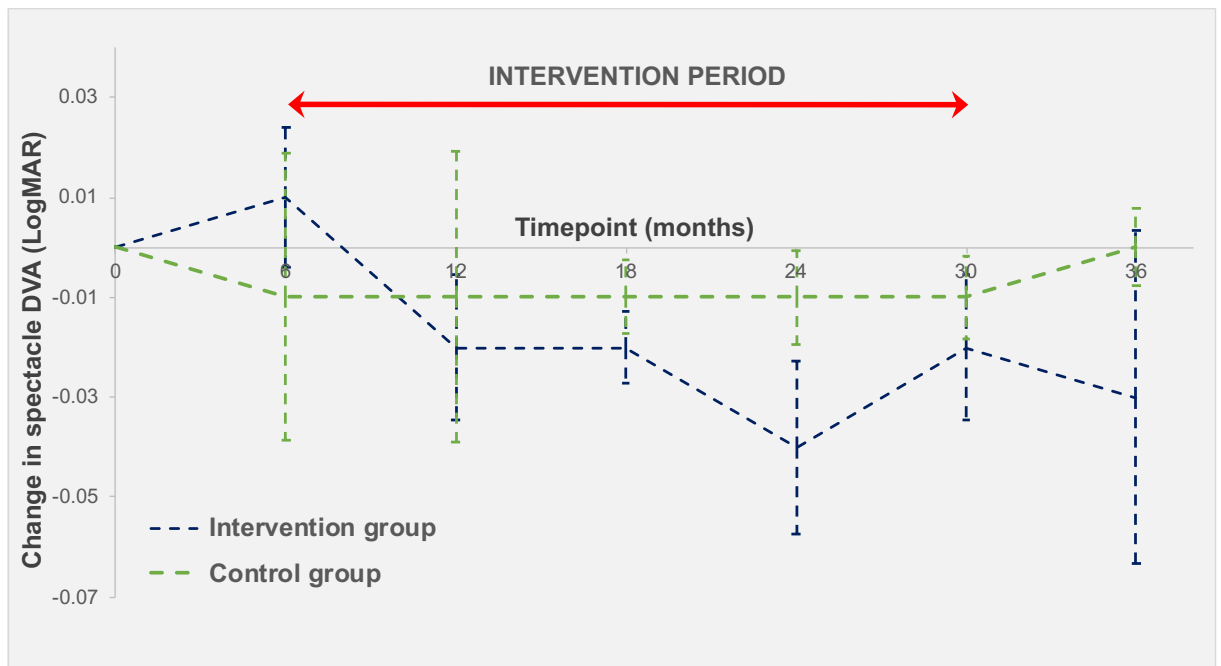 INTERVENTION PERIOD
0.03
0.01
Timepoint (months)
0 6 12 18 24 30 36
-0.01
-0.03
-0.05
-0.07
Change in spectacle DVA (LogMAR)
Intervention group
Control group